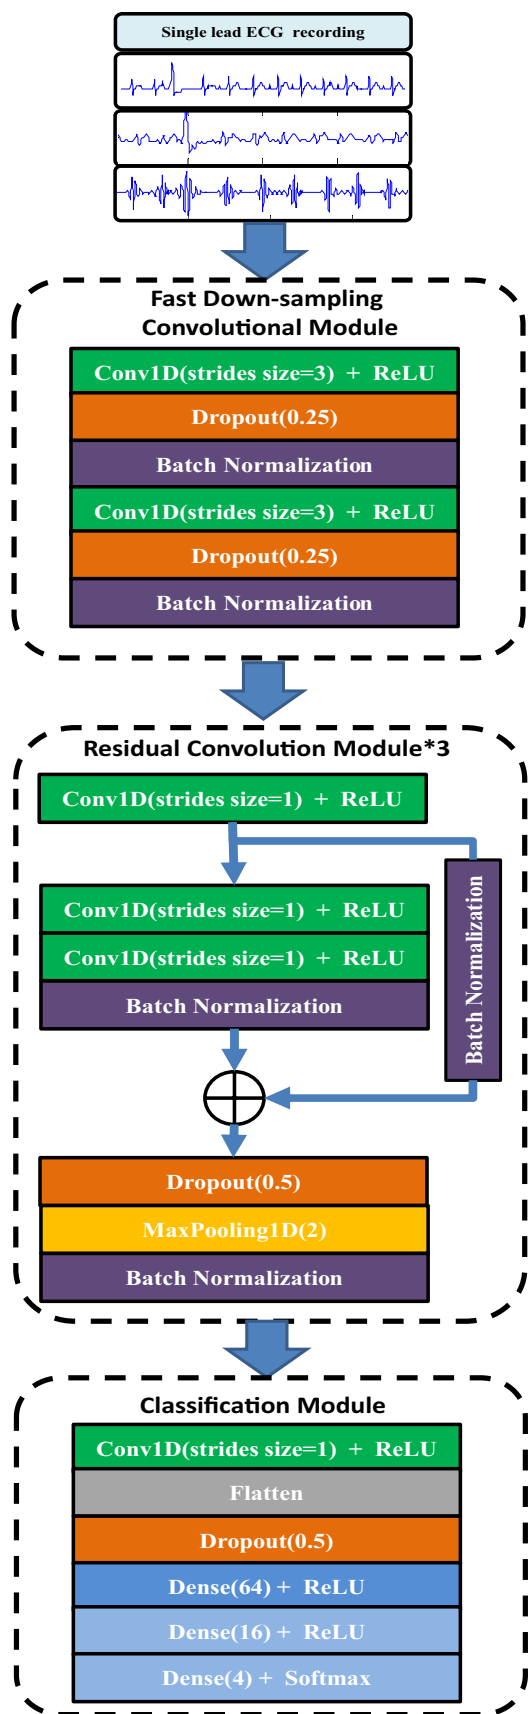 Single lead ECG recording
Fast Down-sampling
Convolutional Module
Conv1D(strides size=3) + ReLU
Dropout(0.25)
Batch Normalization
Conv1D(strides size=3) + ReLU
Dropout(0.25)
Batch Normalization
Residual Convolution Module*3
Conv1D(strides size=1) + ReLU
Conv1D(strides size=1) + ReLU
Conv1D(strides size=1) + ReLU
Batch Normalization
Batch Normalization
Dropout(0.5)
MaxPooling1D(2)
Batch Normalization
Classification Module
Conv1D(strides size=1) + ReLU
Flatten
Dropout(0.5)
Dense(64) + ReLU
Dense(16) + ReLU
Dense(4) + Softmax